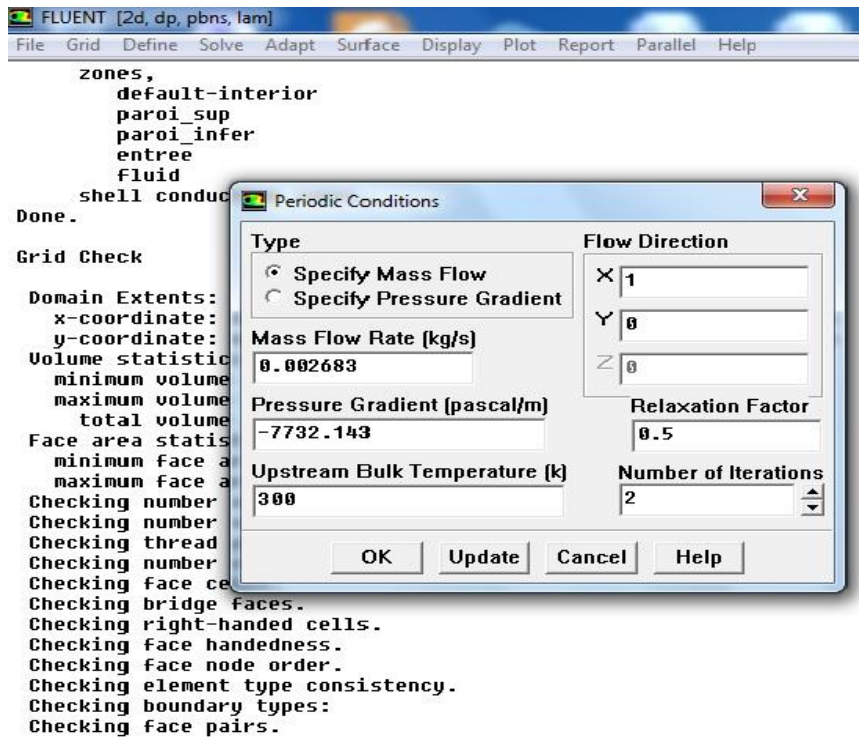 FLUENT [2d, dp, pbns, lam]
File Grid Define Solve Adapt Surface Display Plot Report Parallel Help
zones,
default-interior
paroi_sup
paroi_infer
entree
fluid
shell conduc
Done.
Grid Check
Domain Extents:
x-coordinate:
y-coordinate:
Volume statistic
minimum volume
maximum volume
total volume
Face area statis
minimum face a
maximum face a
Checking number
Checking number
Checking thread
Checking number
Checking face ce
Checking bridge faces.
Checking right-handed cells.
Checking face handedness.
Checking face node order.
Checking element type consistency.
Checking boundary types:
Checking face pairs.
Periodic Conditions
Type
Specify Mass Flow
Specify Pressure Gradient
Mass Flow Rate (kg/s)
0.002683
Pressure Gradient (pascal/m)
-7732.143
Upstream Bulk Temperature (k)
300
Flow Direction
X 1
Y 0
Z 0
Relaxation Factor
0.5
Number of Iterations
2
OK Update Cancel Help